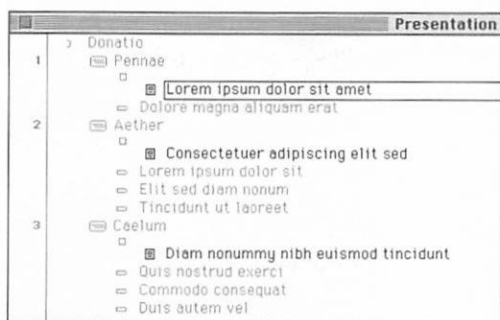 Presentation
Donatio
1 Pennae
Lorem ipsum dolor sit amet
Dolore magna aliquam erat
2 Aether
Consectetuer adipiscing elit sed
Lorem ipsum dolor sit
Elit sed diam nonum
Tincidunt ut laoreet
3 Caelum
Diam nonummy nibh euismod tincidunt
Quis nostrud exerci
Commodo consequat
Duis autem vel